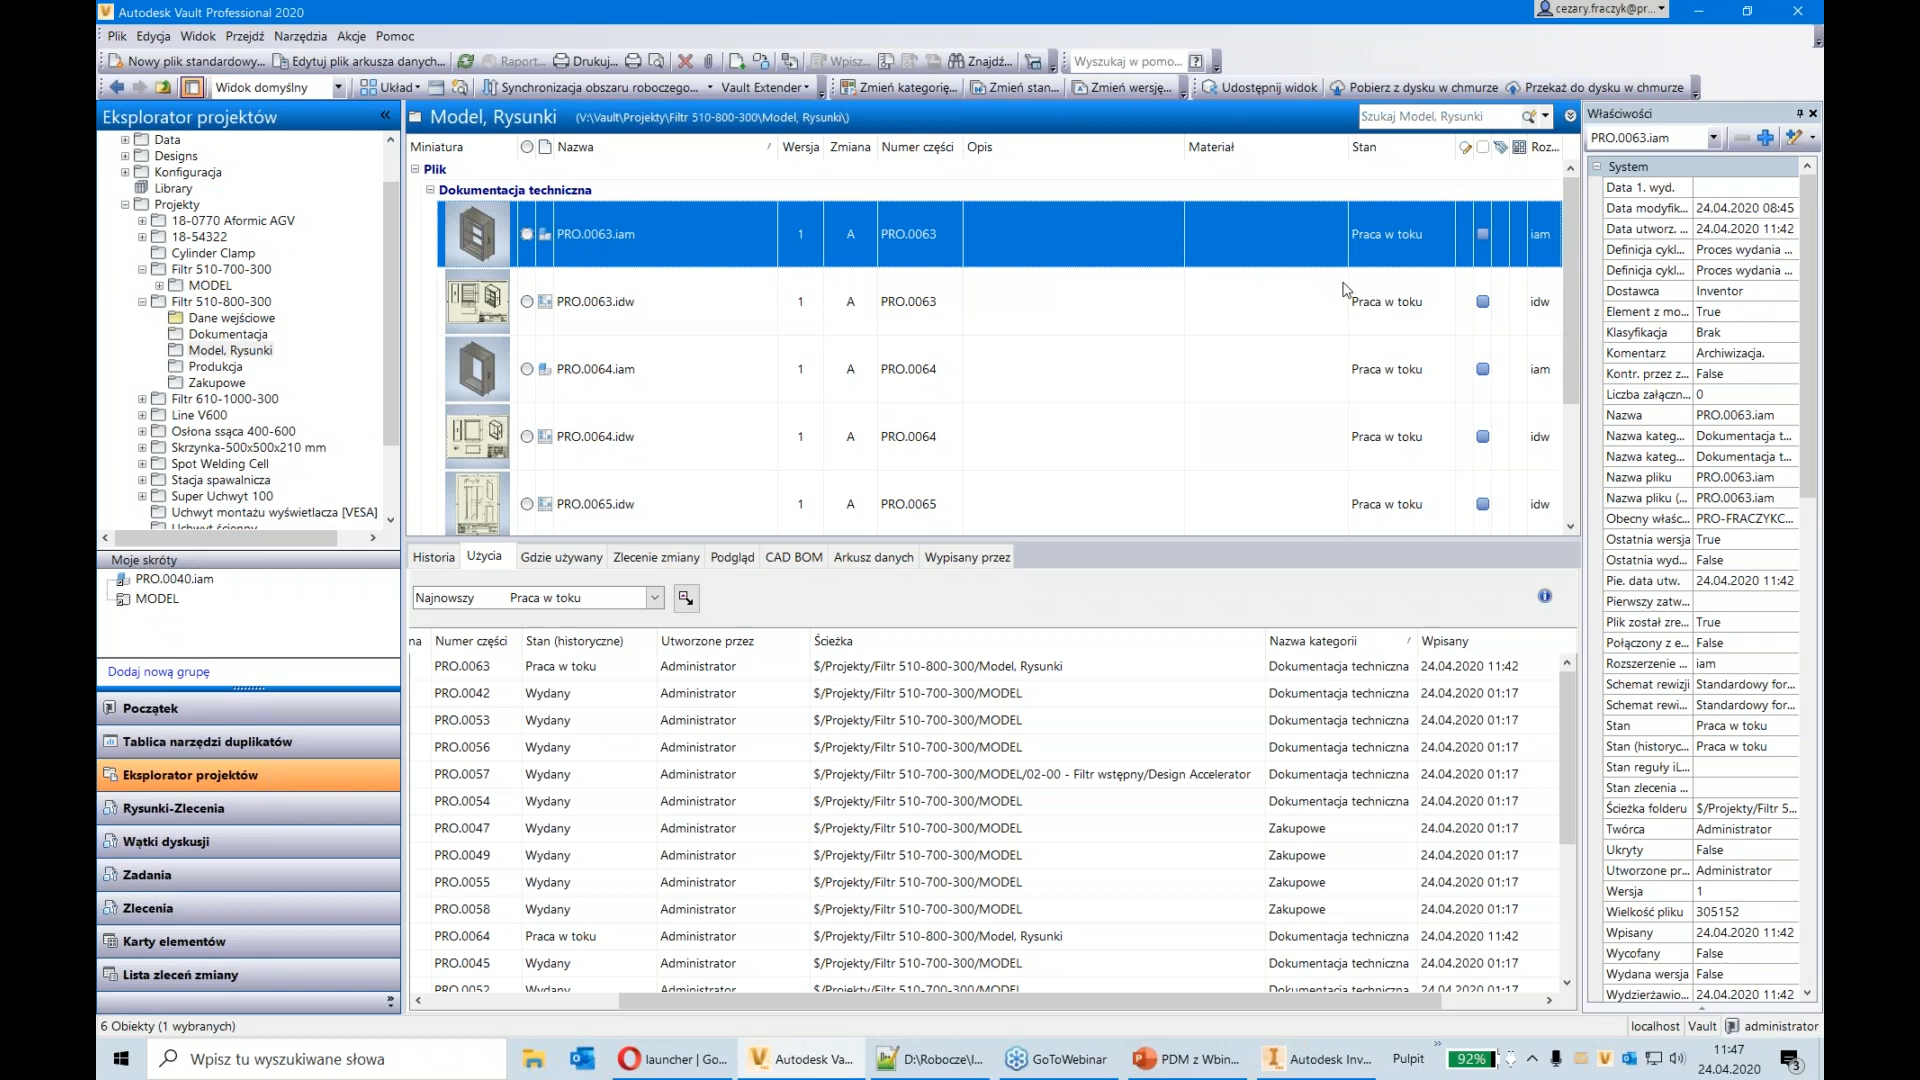 Autodesk Vault Professional 2020
cezary.fraczyk@pr...
Plik Edycja Widok Przejdź Narzędzia Akcje Pomoc
Nowy plik standardowy... Edytuj plik arkusza danych... Raport... Drukuj... Wpisz... Znajdź... Wyszukaj w pomo...
Widok domyślny Układ Synchronizacja obszaru roboczego... Vault Extender Zmień kategorię... Zmień stan... Zmień wersję... Udostępnij widok Pobierz z dysku w chmurze Przekaż do dysku w chmurze
Eksplorator projektów
Data
Designs
Konfiguracja
Library
Projekty
18-0770 Aformic AGV
18-54322
Cylinder Clamp
Filtr 510-700-300
MODEL
Filtr 510-800-300
Dane wejściowe
Dokumentacja
Model, Rysunki
Produkcja
Zakupowe
Filtr 610-1000-300
Line V600
Osłona ssąca 400-600
Skrzynka-500x500x210 mm
Spot Welding Cell
Stacja spawalnicza
Super Uchwyt 100
Uchwyt montażu wyświetlacza [VESA]
Uchwyt ścienny
Moje skróty
PRO.0040.iam
MODEL
Dodaj nową grupę
Początek
Tablica narzędzi duplikatów
Eksplorator projektów
Rysunki-Zlecenia
Wątki dyskusji
Zadania
Zlecenia
Karty elementów
Lista zleceń zmiany
Model, Rysunki (V:\Vault\Projekty\Filtr 510-800-300\Model, Rysunki\) Szukaj Model, Rysunki
Miniatura Nazwa Wersja Zmiana Numer części Opis Materiał Stan Roz...
Plik
Dokumentacja techniczna
PRO.0063.iam 1 A PRO.0063 Praca w toku iam
PRO.0063.idw 1 A PRO.0063 Praca w toku idw
PRO.0064.iam 1 A PRO.0064 Praca w toku iam
PRO.0064.idw 1 A PRO.0064 Praca w toku idw
PRO.0065.idw 1 A PRO.0065 Praca w toku idw
Historia Użycia Gdzie używany Zlecenie zmiany Podgląd CAD BOM Arkusz danych Wypisany przez
Najnowszy Praca w toku
na Numer części Stan (historyczne) Utworzone przez Ścieżka Nazwa kategorii Wpisany
PRO.0063 Praca w toku Administrator $/Projekty/Filtr 510-800-300/Model, Rysunki Dokumentacja techniczna 24.04.2020 11:42
PRO.0042 Wydany Administrator $/Projekty/Filtr 510-700-300/MODEL Dokumentacja techniczna 24.04.2020 01:17
PRO.0053 Wydany Administrator $/Projekty/Filtr 510-700-300/MODEL Dokumentacja techniczna 24.04.2020 01:17
PRO.0056 Wydany Administrator $/Projekty/Filtr 510-700-300/MODEL Dokumentacja techniczna 24.04.2020 01:17
PRO.0057 Wydany Administrator $/Projekty/Filtr 510-700-300/MODEL/02-00 - Filtr wstępny/Design Accelerator Dokumentacja techniczna 24.04.2020 01:17
PRO.0054 Wydany Administrator $/Projekty/Filtr 510-700-300/MODEL Dokumentacja techniczna 24.04.2020 01:17
PRO.0047 Wydany Administrator $/Projekty/Filtr 510-700-300/MODEL Zakupowe 24.04.2020 01:17
PRO.0049 Wydany Administrator $/Projekty/Filtr 510-700-300/MODEL Zakupowe 24.04.2020 01:17
PRO.0055 Wydany Administrator $/Projekty/Filtr 510-700-300/MODEL Zakupowe 24.04.2020 01:17
PRO.0058 Wydany Administrator $/Projekty/Filtr 510-700-300/MODEL Zakupowe 24.04.2020 01:17
PRO.0064 Praca w toku Administrator $/Projekty/Filtr 510-800-300/Model, Rysunki Dokumentacja techniczna 24.04.2020 11:42
PRO.0045 Wydany Administrator $/Projekty/Filtr 510-700-300/MODEL Dokumentacja techniczna 24.04.2020 01:17
PRO.0052 Wydany Administrator $/Projekty/Filtr 510-700-300/MODEL Dokumentacja techniczna 24.04.2020 01:17
Właściwości
PRO.0063.iam
System
Data 1. wyd.
Data modyfik... 24.04.2020 08:45
Data utworz. ... 24.04.2020 11:42
Definicja cykl... Proces wydania ...
Definicja cykl... Proces wydania ...
Dostawca Inventor
Element z mo... True
Klasyfikacja Brak
Komentarz Archiwizacja.
Kontr. przez z... False
Liczba załączn... 0
Nazwa PRO.0063.iam
Nazwa kateg... Dokumentacja t...
Nazwa kateg... Dokumentacja t...
Nazwa pliku PRO.0063.iam
Nazwa pliku (... PRO.0063.iam
Obecny właśc... PRO-FRACZYKC...
Ostatnia wersja True
Ostatnia wyd... False
Pie. data utw. 24.04.2020 11:42
Pierwszy zatw...
Plik został zre... True
Połączony z e... False
Rozszerzenie ... iam
Schemat rewizji Standardowy for...
Schemat rewi... Standardowy for...
Stan Praca w toku
Stan (historyc... Praca w toku
Stan reguły iL...
Stan zlecenia ...
Ścieżka folderu $/Projekty/Filtr 5...
Twórca Administrator
Ukryty False
Utworzone pr... Administrator
Wersja 1
Wielkość pliku 305152
Wpisany 24.04.2020 11:42
Wycofany False
Wydana wersja False
Wydzierżawio... 24.04.2020 11:42
6 Obiekty (1 wybranych) localhost Vault administrator
Wpisz tu wyszukiwane słowa launcher | Go... Autodesk Va... D:\Robocze\I... GoToWebinar PDM z Wbin... Autodesk Inv... Pulpit 92% 11:47
24.04.2020 3